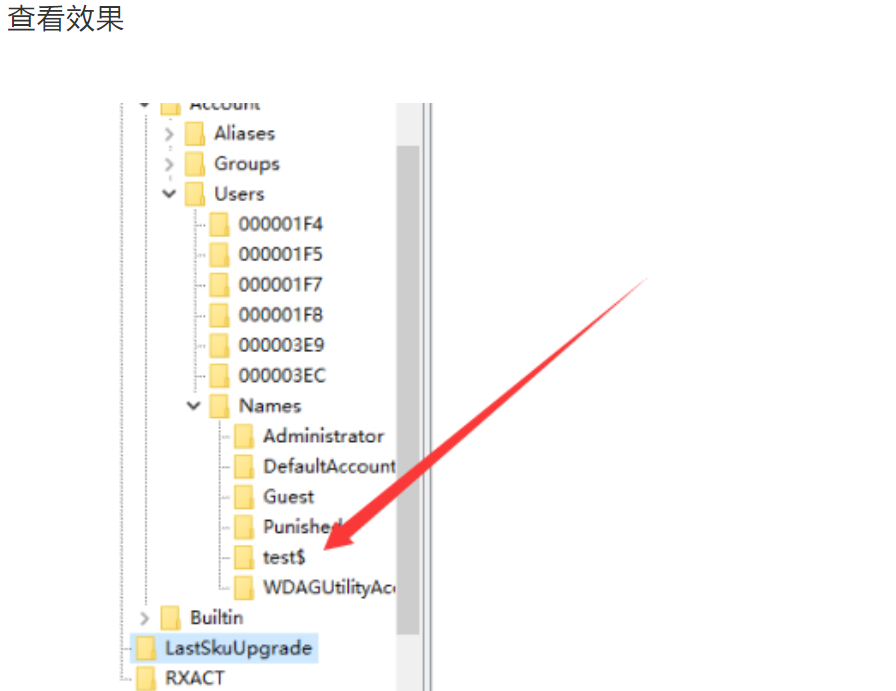 查看效果
Account
Aliases
Groups
Users
000001F4
000001F5
000001F7
000001F8
000003E9
000003EC
Names
Administrator
DefaultAccount
Guest
Punished
test$
WDAGUtilityAcc
Builtin
LastSkuUpgrade
RXACT